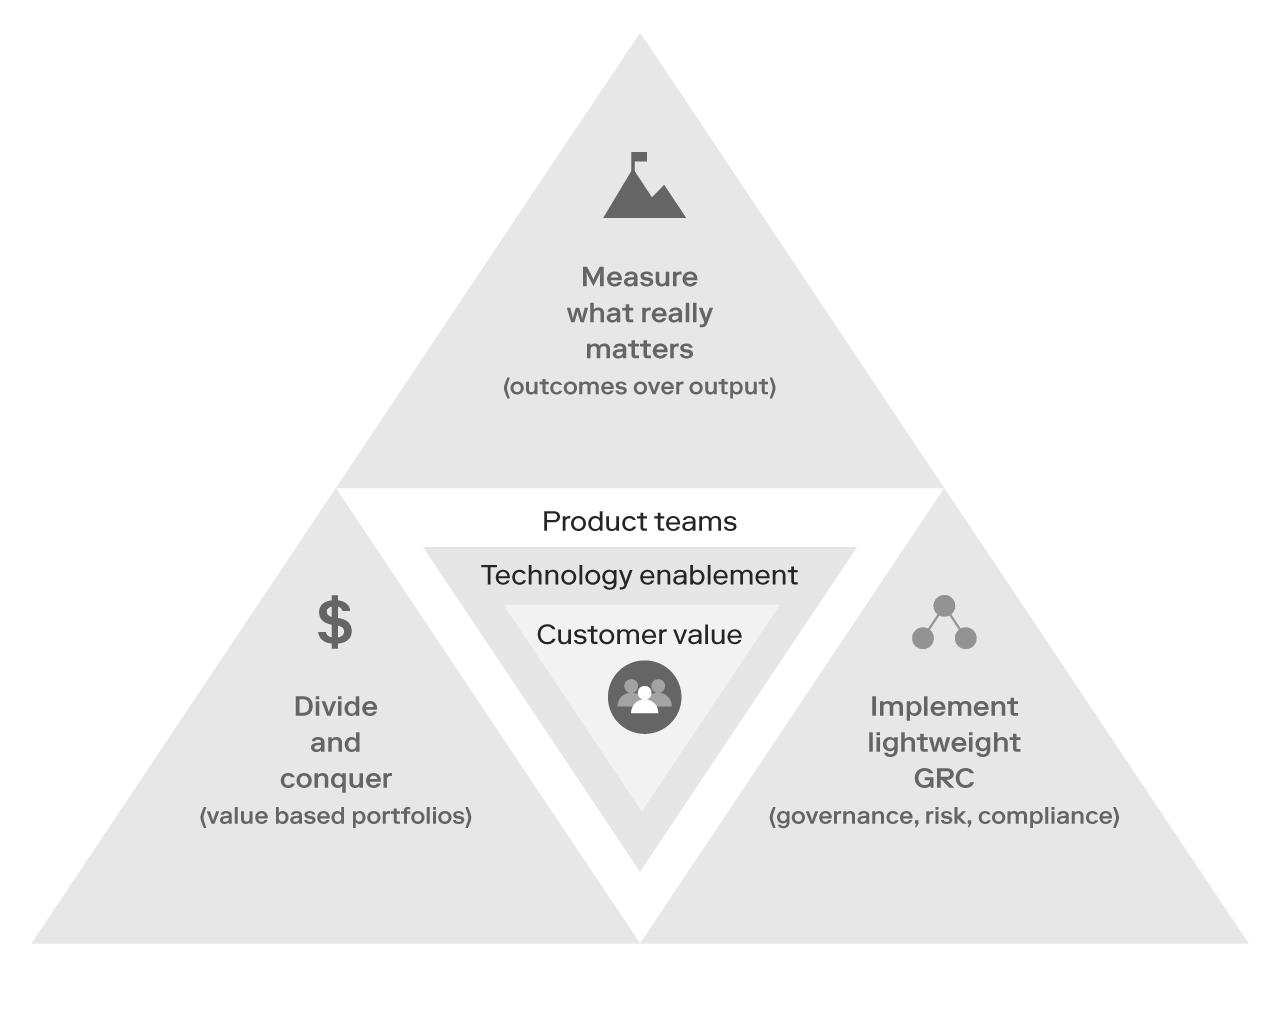 Measure
what really
matters
(outcomes over output)
Product teams
Technology enablement
Customer value
$
Divide
and
conquer
(value based portfolios)
Implement
lightweight
GRC
(governance, risk, compliance)